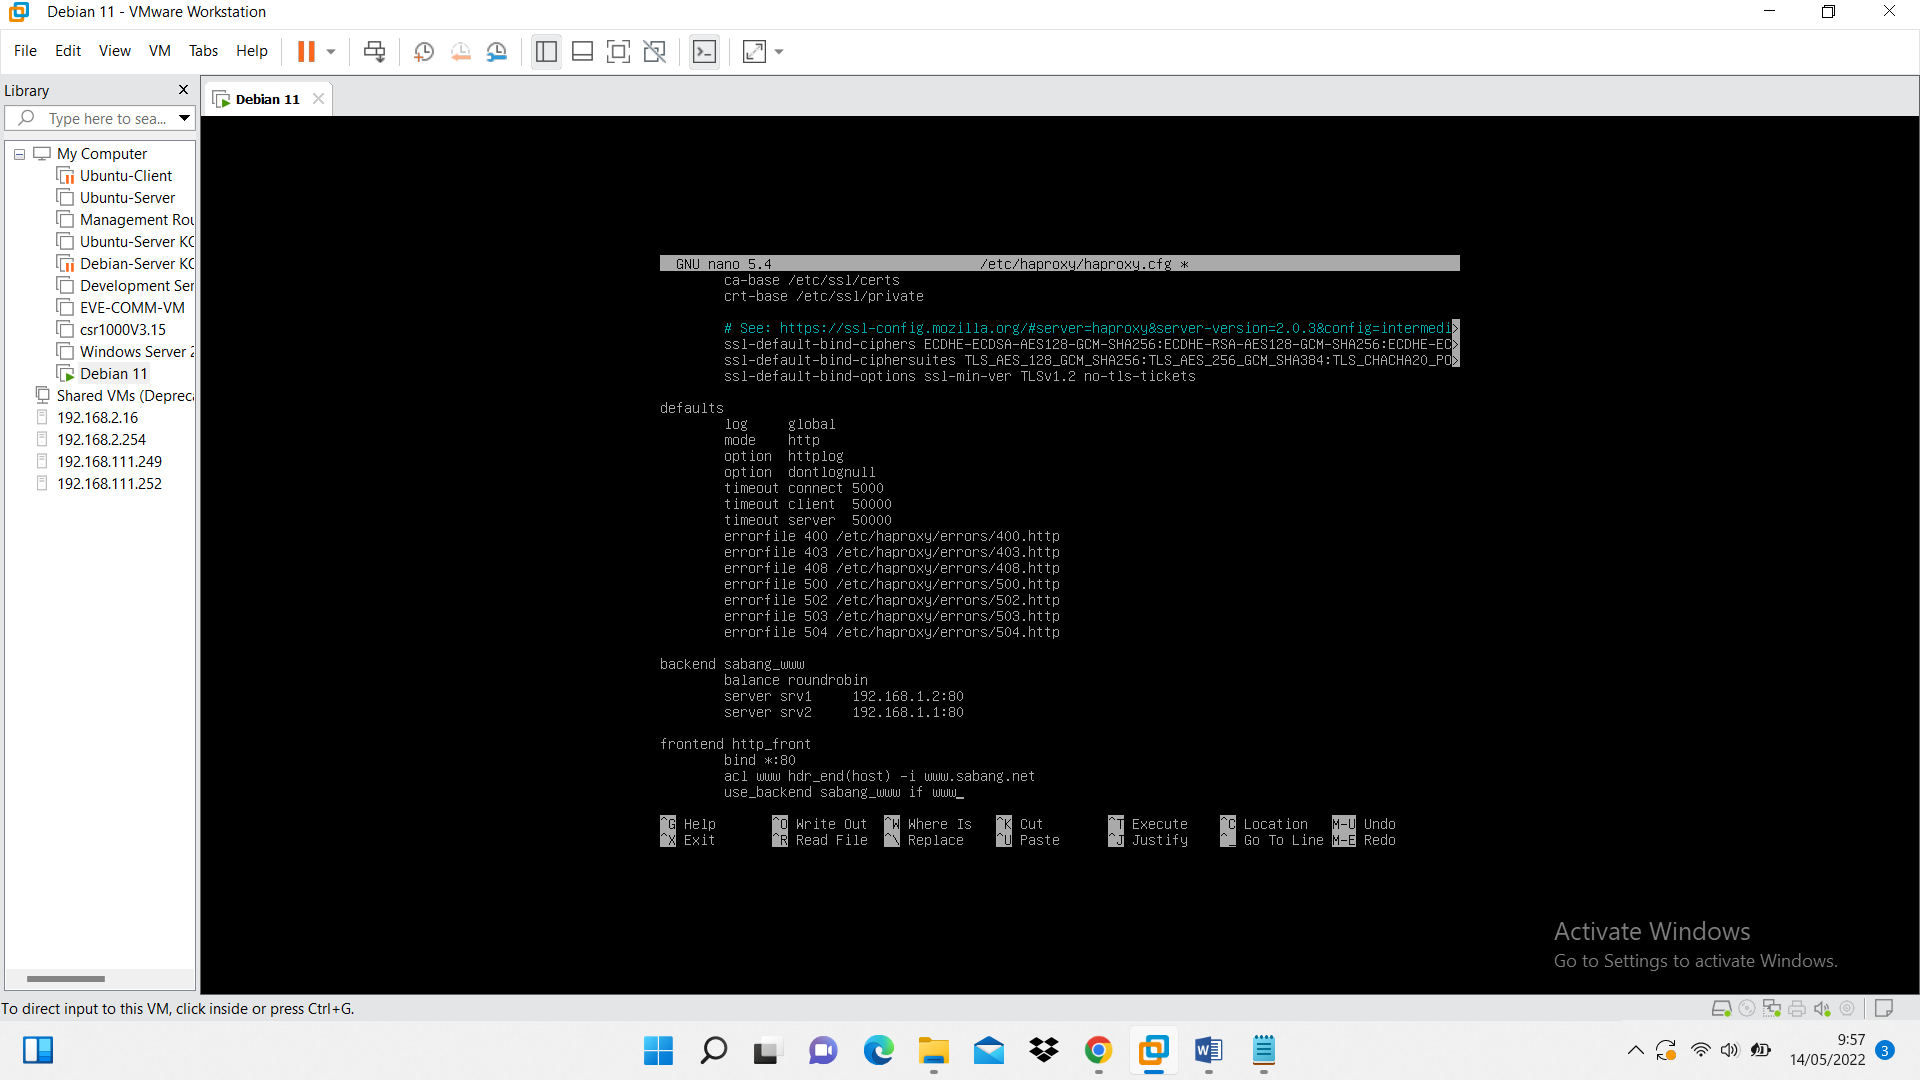 Debian 11 - VMware Workstation
File Edit View VM Tabs Help
Library
Type here to sea...
My Computer
Ubuntu-Client
Ubuntu-Server
Management Rou
Ubuntu-Server KC
Debian-Server KC
Development Ser
EVE-COMM-VM
csr1000V3.15
Windows Server 2
Debian 11
Shared VMs (Depreca
192.168.2.16
192.168.2.254
192.168.111.249
192.168.111.252
Debian 11
GNU nano 5.4 /etc/haproxy/haproxy.cfg *
ca-base /etc/ssl/certs
crt-base /etc/ssl/private
# See: https://ssl-config.mozilla.org/#server=haproxy&server-version=2.0.3&config=intermedi>
ssl-default-bind-ciphers ECDHE-ECDSA-AES128-GCM-SHA256:ECDHE-RSA-AES128-GCM-SHA256:ECDHE-EC>
ssl-default-bind-ciphersuites TLS_AES_128_GCM_SHA256:TLS_AES_256_GCM_SHA384:TLS_CHACHA20_PO>
ssl-default-bind-options ssl-min-ver TLSv1.2 no-tls-tickets
defaults
log global
mode http
option httplog
option dontlognull
timeout connect 5000
timeout client 50000
timeout server 50000
errorfile 400 /etc/haproxy/errors/400.http
errorfile 403 /etc/haproxy/errors/403.http
errorfile 408 /etc/haproxy/errors/408.http
errorfile 500 /etc/haproxy/errors/500.http
errorfile 502 /etc/haproxy/errors/502.http
errorfile 503 /etc/haproxy/errors/503.http
errorfile 504 /etc/haproxy/errors/504.http
backend sabang_www
balance roundrobin
server srv1 192.168.1.2:80
server srv2 192.168.1.1:80
frontend http_front
bind *:80
acl www hdr_end(host) -i www.sabang.net
use_backend sabang_www if www_
^G Help ^O Write Out ^W Where Is ^K Cut ^T Execute ^C Location M-U Undo
^X Exit ^R Read File ^\ Replace ^U Paste ^J Justify ^_ Go To Line M-E Redo
Activate Windows
Go to Settings to activate Windows.
To direct input to this VM, click inside or press Ctrl+G.
9:57
14/05/2022
3